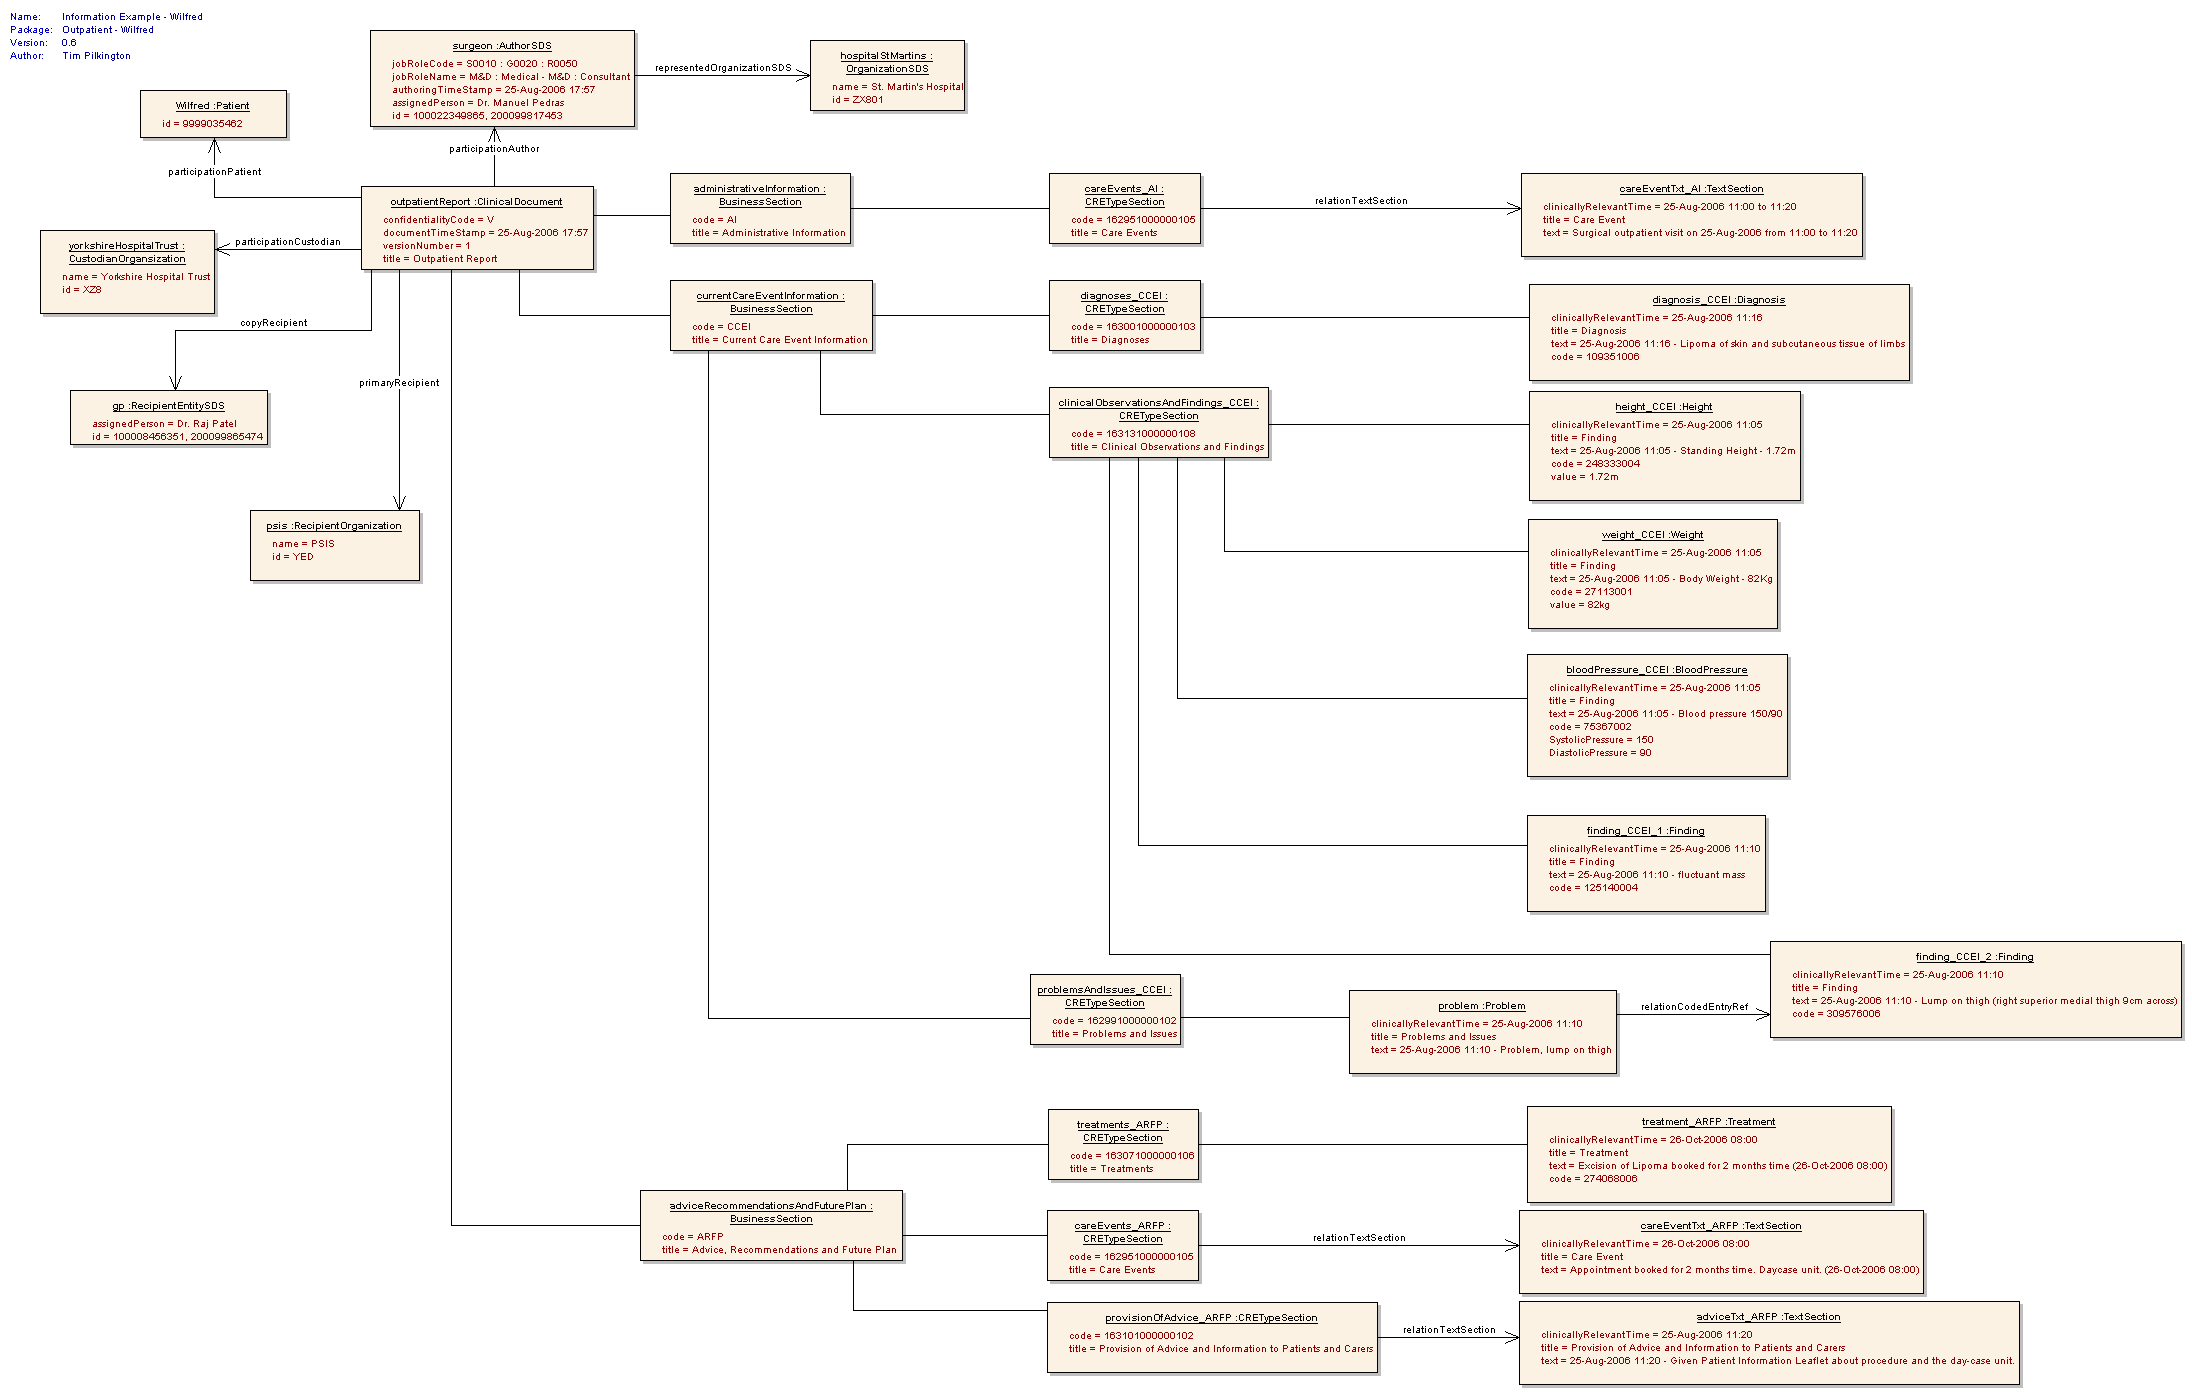 Name: Information Example - Wilfred
Package: Outpatient - Wilfred
Version: 0.6
Author: Tim Pilkington
surgeon :AuthorSDS
jobRoleCode = S0010 : G0020 : R0050
jobRoleName = M&D : Medical - M&D : Consultant
authoringTimeStamp = 25-Aug-2006 17:57
assignedPerson = Dr. Manuel Pedras
id = 100022349865, 200099817453
representedOrganizationSDS
hospitalStMartins :
OrganizationSDS
name = St. Martin's Hospital
id = ZX801
Wilfred :Patient
id = 9999035462
participationPatient
participationAuthor
outpatientReport :ClinicalDocument
confidentialityCode = V
documentTimeStamp = 25-Aug-2006 17:57
versionNumber = 1
title = Outpatient Report
administrativeInformation :
BusinessSection
code = AI
title = Administrative Information
careEvents_AI :
CRETypeSection
code = 162951000000105
title = Care Events
relationTextSection
careEventTxt_AI :TextSection
clinicallyRelevantTime = 25-Aug-2006 11:00 to 11:20
title = Care Event
text = Surgical outpatient visit on 25-Aug-2006 from 11:00 to 11:20
yorkshireHospitalTrust :
CustodianOrgansization
name = Yorkshire Hospital Trust
id = XZ8
participationCustodian
copyRecipient
gp :RecipientEntitySDS
assignedPerson = Dr. Raj Patel
id = 100008456351, 200099865474
primaryRecipient
psis :RecipientOrganization
name = PSIS
id = YED
currentCareEventInformation :
BusinessSection
code = CCEI
title = Current Care Event Information
diagnoses_CCEI :
CRETypeSection
code = 163001000000103
title = Diagnoses
diagnosis_CCEI :Diagnosis
clinicallyRelevantTime = 25-Aug-2006 11:16
title = Diagnosis
text = 25-Aug-2006 11:16 - Lipoma of skin and subcutaneous tissue of limbs
code = 109351006
clinicalObservationsAndFindings_CCEI :
CRETypeSection
code = 163131000000108
title = Clinical Observations and Findings
height_CCEI :Height
clinicallyRelevantTime = 25-Aug-2006 11:05
title = Finding
text = 25-Aug-2006 11:05 - Standing Height - 1.72m
code = 248333004
value = 1.72m
weight_CCEI :Weight
clinicallyRelevantTime = 25-Aug-2006 11:05
title = Finding
text = 25-Aug-2006 11:05 - Body Weight - 82Kg
code = 27113001
value = 82kg
bloodPressure_CCEI :BloodPressure
clinicallyRelevantTime = 25-Aug-2006 11:05
title = Finding
text = 25-Aug-2006 11:05 - Blood pressure 150/90
code = 75367002
SystolicPressure = 150
DiastolicPressure = 90
finding_CCEI_1 :Finding
clinicallyRelevantTime = 25-Aug-2006 11:10
title = Finding
text = 25-Aug-2006 11:10 - fluctuant mass
code = 125140004
finding_CCEI_2 :Finding
clinicallyRelevantTime = 25-Aug-2006 11:10
title = Finding
text = 25-Aug-2006 11:10 - Lump on thigh (right superior medial thigh 9cm across)
code = 309576006
problemsAndIssues_CCEI :
CRETypeSection
code = 162991000000102
title = Problems and Issues
problem :Problem
clinicallyRelevantTime = 25-Aug-2006 11:10
title = Problems and Issues
text = 25-Aug-2006 11:10 - Problem, lump on thigh
relationCodedEntryRef
treatments_ARFP :
CRETypeSection
code = 163071000000106
title = Treatments
treatment_ARFP :Treatment
clinicallyRelevantTime = 26-Oct-2006 08:00
title = Treatment
text = Excision of Lipoma booked for 2 months time (26-Oct-2006 08:00)
code = 274068006
adviceRecommendationsAndFuturePlan :
BusinessSection
code = ARFP
title = Advice, Recommendations and Future Plan
careEvents_ARFP :
CRETypeSection
code = 162951000000105
title = Care Events
relationTextSection
careEventTxt_ARFP :TextSection
clinicallyRelevantTime = 26-Oct-2006 08:00
title = Care Event
text = Appointment booked for 2 months time. Daycase unit. (26-Oct-2006 08:00)
provisionOfAdvice_ARFP :CRETypeSection
code = 163101000000102
title = Provision of Advice and Information to Patients and Carers
relationTextSection
adviceTxt_ARFP :TextSection
clinicallyRelevantTime = 25-Aug-2006 11:20
title = Provision of Advice and Information to Patients and Carers
text = 25-Aug-2006 11:20 - Given Patient Information Leaflet about procedure and the day-case unit.